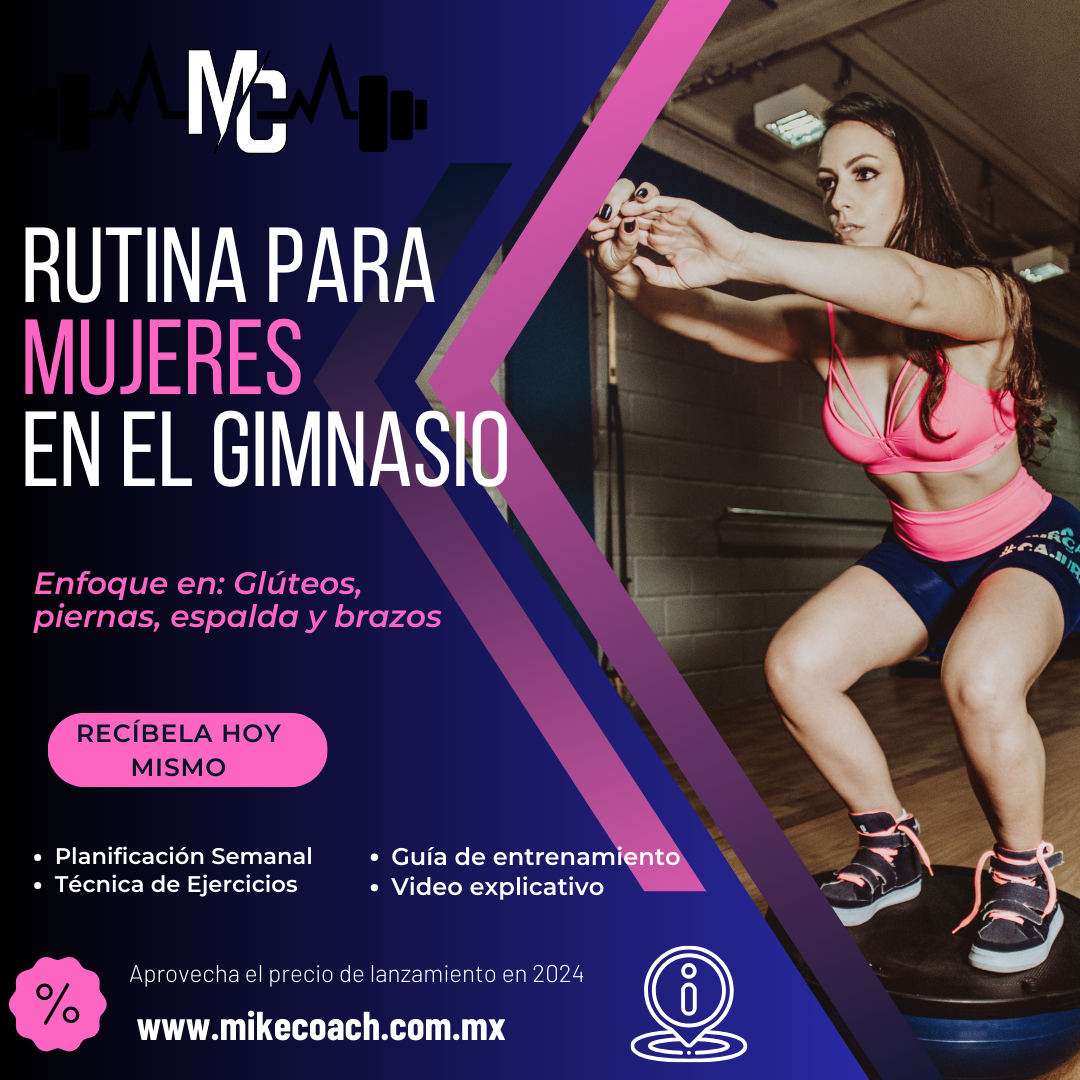 MC
RUTINA PARA
MUJERES
EN EL GIMNASIO
Enfoque en: Glúteos,
piernas, espalda y brazos
RECÍBELA HOY
MISMO
• Planificación Semanal
• Técnica de Ejercicios
• Guía de entrenamiento
• Video explicativo
%
Aprovecha el precio de lanzamiento en 2024
www.mikecoach.com.mx